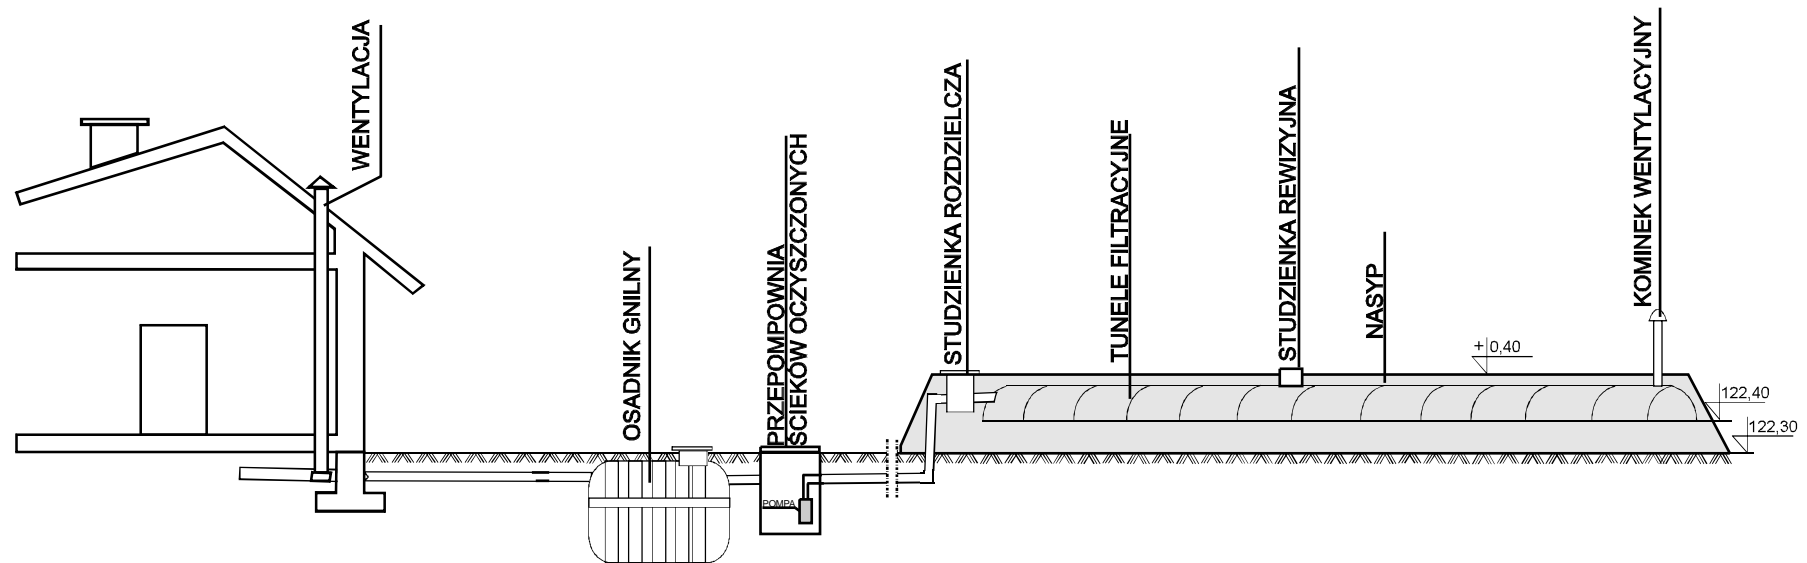 WENTYLACJA
OSADNIK GNILNY
PRZEPOMPOWNIA
ŚCIEKÓW OCZYSZCZONYCH
POMPA
STUDZIENKA ROZDZIELCZA
TUNELE FILTRACYJNE
STUDZIENKA REWIZYJNA
NASYP
KOMINEK WENTYLACYJNY
+0,40
122,40
122,30